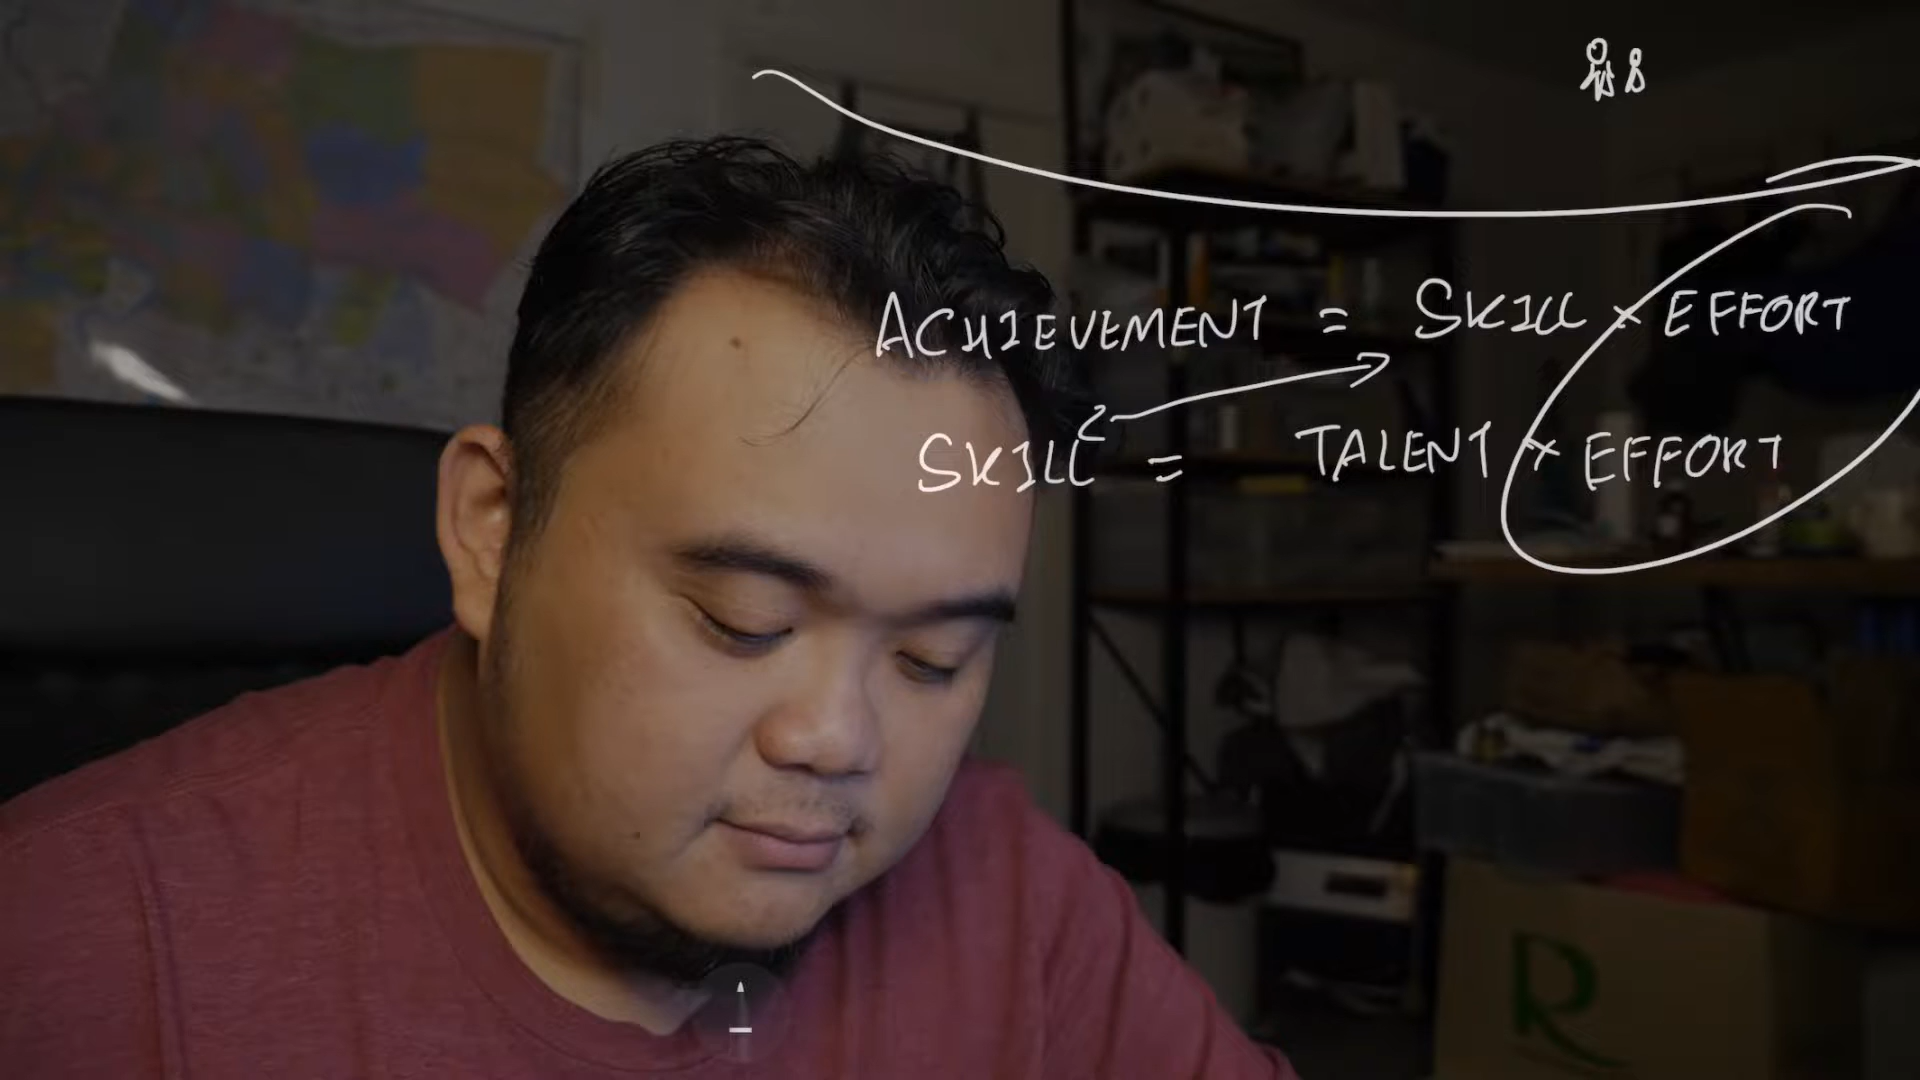 ACHIEVEMENT = SKILL × EFFORT
SKILL = TALENT × EFFORT
R